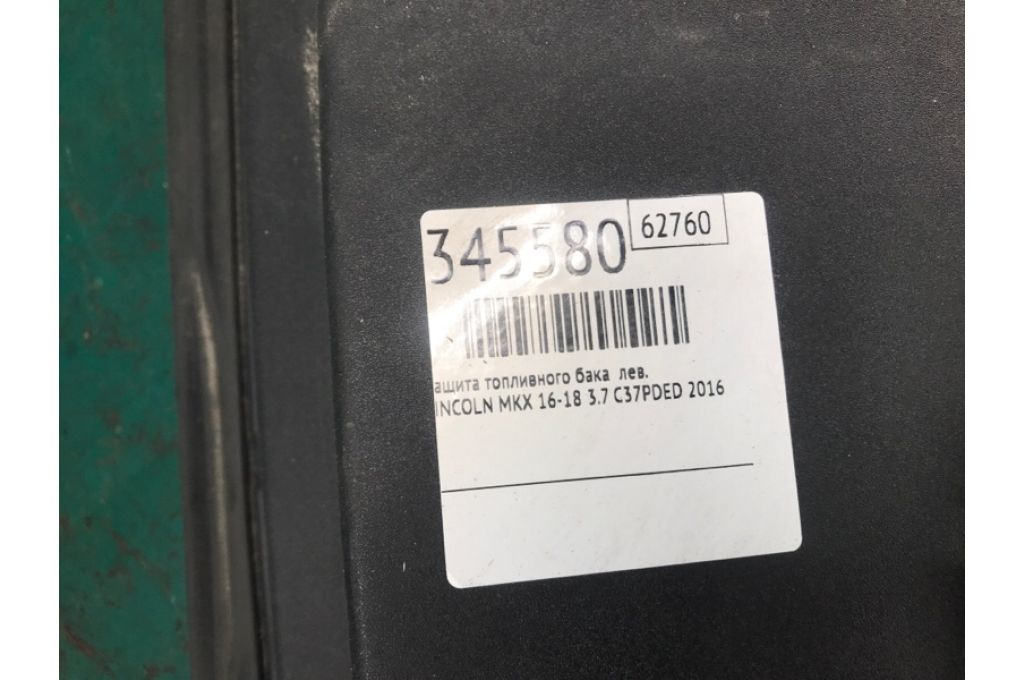 345580 62760
ащита топливного бака лев.
INCOLN MKX 16-18 3.7 C37PDED 2016